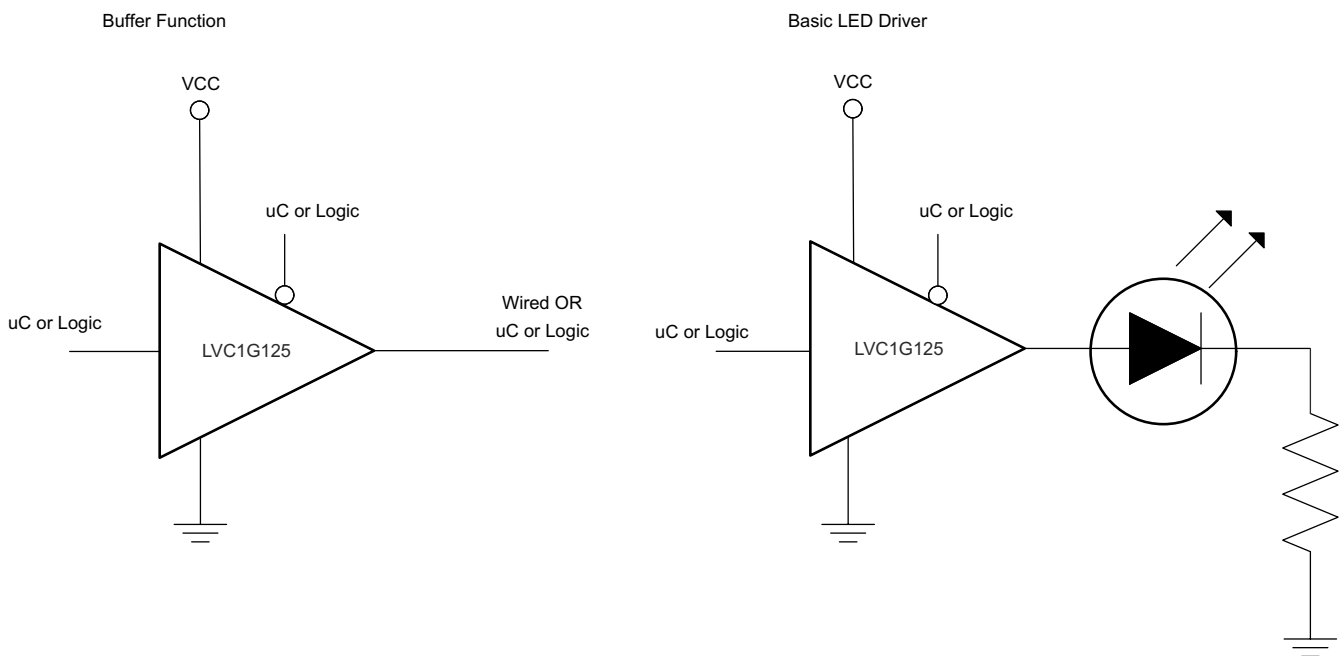 Buffer Function
VCC
uC or Logic
uC or Logic
LVC1G125
Wired OR
uC or Logic
Basic LED Driver
VCC
uC or Logic
uC or Logic
LVC1G125